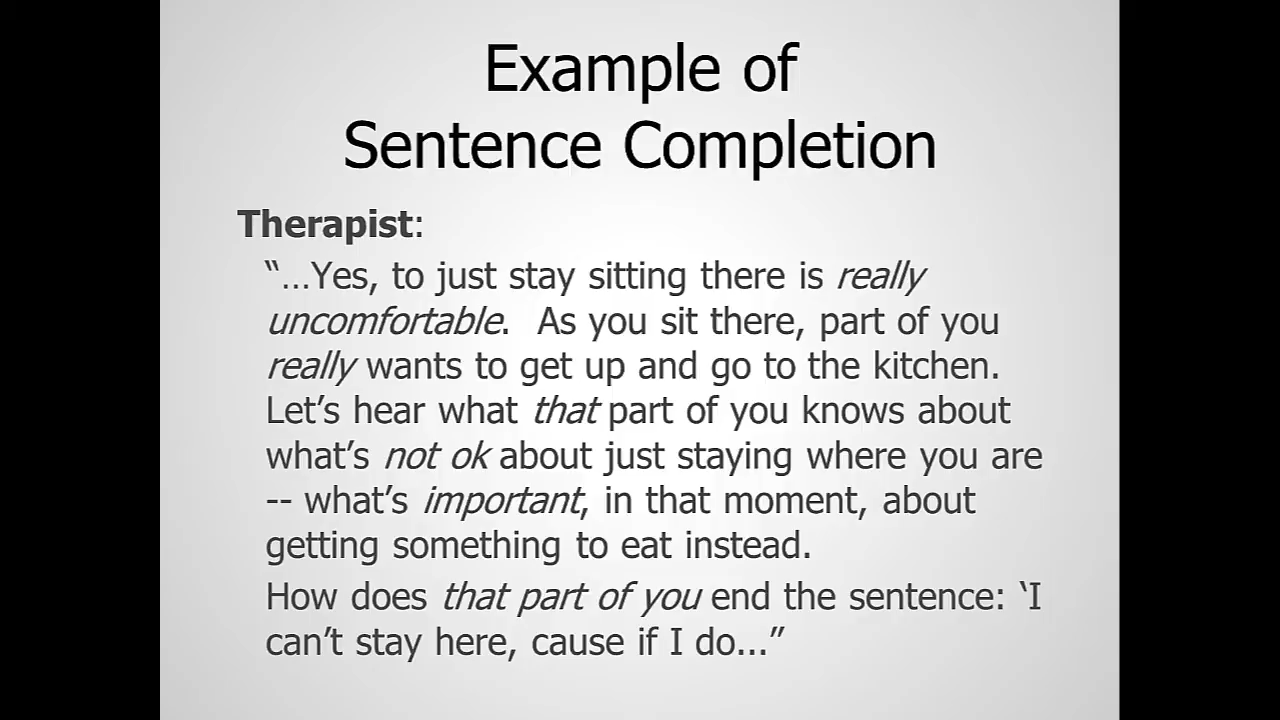 Example of
Sentence Completion
Therapist:
“…Yes, to just stay sitting there is really
uncomfortable.  As you sit there, part of you
really wants to get up and go to the kitchen.
Let’s hear what that part of you knows about
what’s not ok about just staying where you are
-- what’s important, in that moment, about
getting something to eat instead.
How does that part of you end the sentence: ‘I
can’t stay here, cause if I do...”